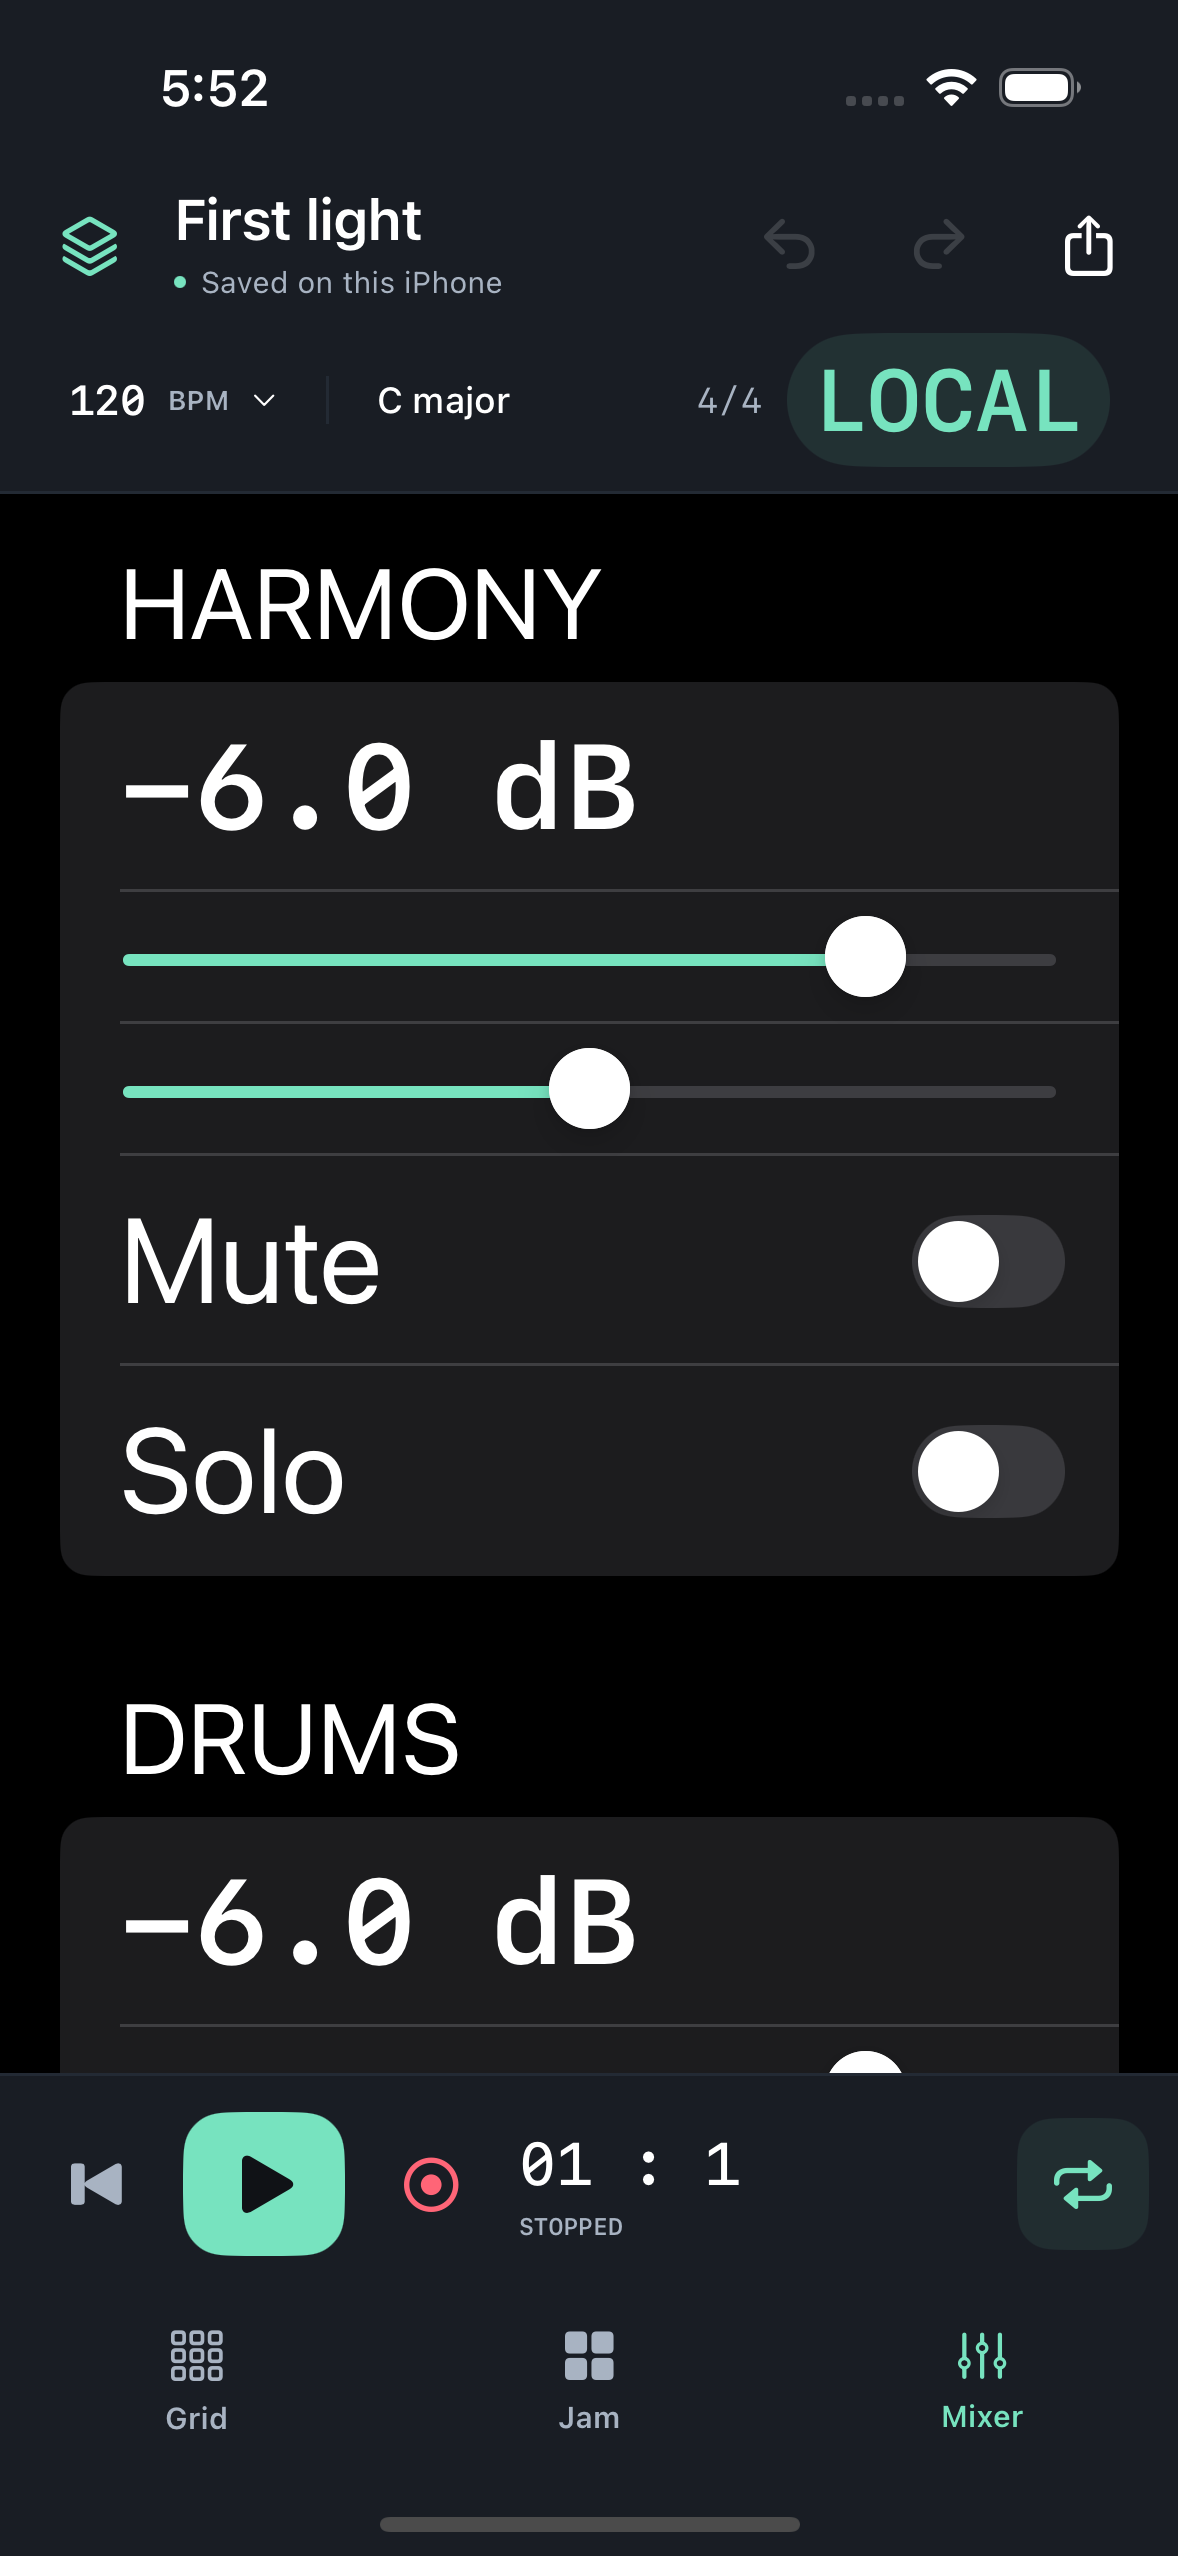 5:52
First light
Saved on this iPhone
120 BPM
C major
4/4
LOCAL
HARMONY
−6.0 dB
Mute
Solo
DRUMS
−6.0 dB
01 : 1
STOPPED
Grid
Jam
Mixer